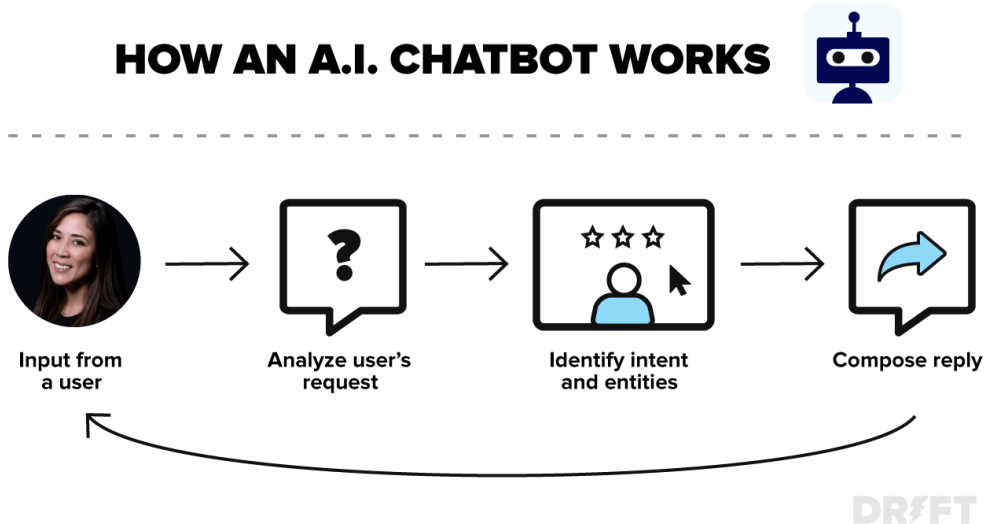 HOW AN A.I. CHATBOT WORKS
?
Input from
a user
Analyze user's
request
Identify intent
and entities
Compose reply
DRIFT